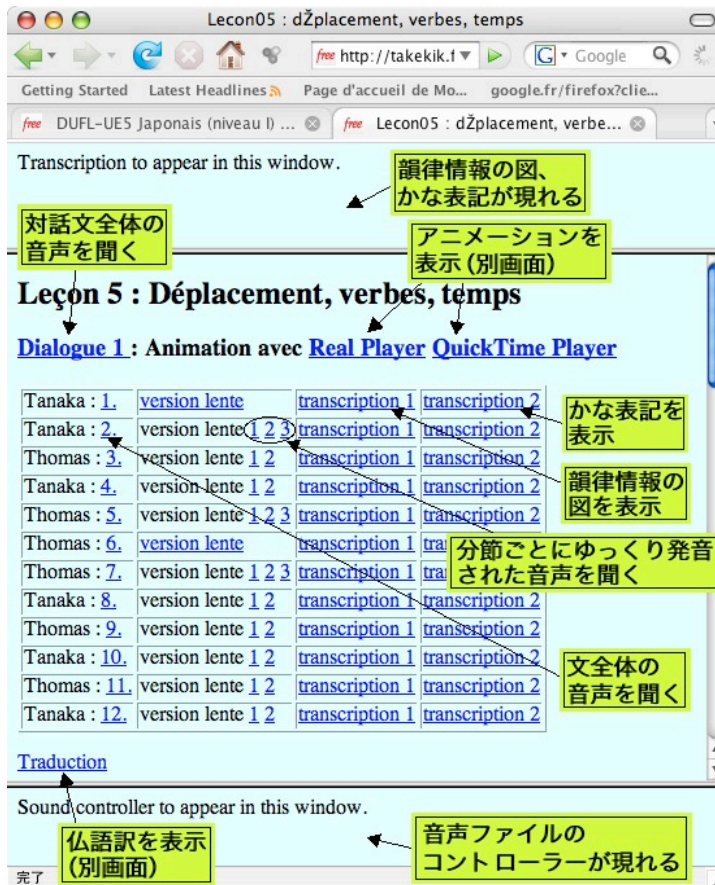 Lecon05 : dŽplacement, verbes, temps
free http://takekik.f
G Google
Getting Started Latest Headlines Page d'accueil de Mo... google.fr/firefox?clie...
free DUFL-UE5 Japonais (niveau I) ... free Lecon05 : dŽplacement, verbe...
Transcription to appear in this window.
韻律情報の図、
かな表記が現れる
対話文全体の
音声を聞く
アニメーションを
表示(別画面)
Leçon 5 : Déplacement, verbes, temps
Dialogue 1 : Animation avec Real Player QuickTime Player
Tanaka : 1. version lente transcription 1 transcription 2
Tanaka : 2. version lente 1 2 3 transcription 1 transcription 2
Thomas : 3. version lente 1 2 transcription 1 transcription 2
Tanaka : 4. version lente 1 2 transcription 1 transcription 2
Thomas : 5. version lente 1 2 3 transcription 1 transcription 2
Thomas : 6. version lente transcription 1
Thomas : 7. version lente 1 2 3 transcription 1
Tanaka : 8. version lente 1 2 transcription 1 transcription 2
Thomas : 9. version lente 1 2 transcription 1 transcription 2
Tanaka : 10. version lente 1 2 transcription 1 transcription 2
Thomas : 11. version lente 1 2 transcription 1 transcription 2
Tanaka : 12. version lente 1 2 transcription 1 transcription 2
かな表記を
表示
韻律情報の
図を表示
分節ごとにゆっくり発音
された音声を聞く
文全体の
音声を聞く
Traduction
Sound controller to appear in this window.
仏語訳を表示
(別画面)
音声ファイルの
コントローラーが現れる
完了